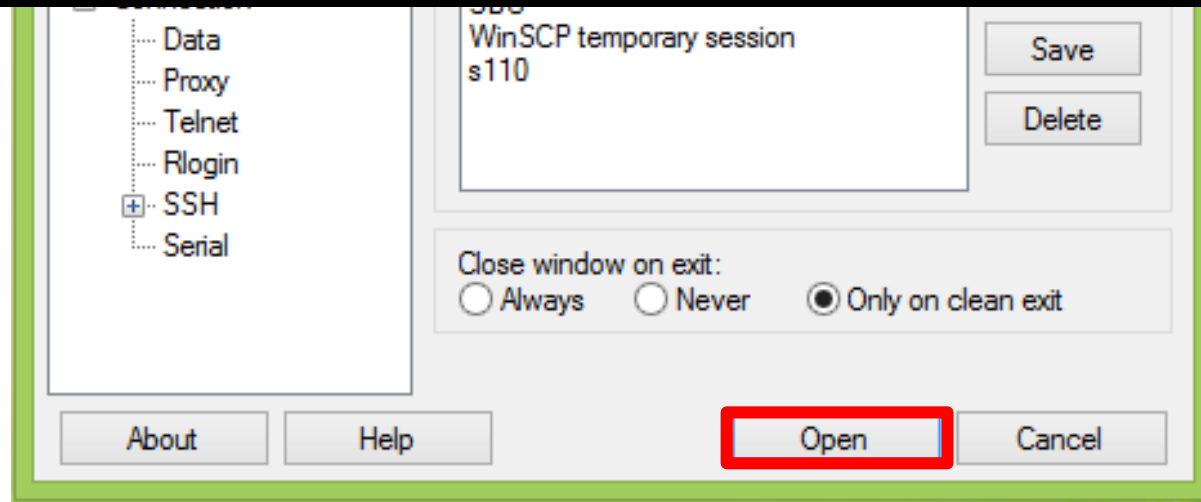 Data
Proxy
Telnet
Rlogin
SSH
Serial
WinSCP temporary session
s110
Save
Delete
Close window on exit:
Always Never Only on clean exit
About Help Open Cancel